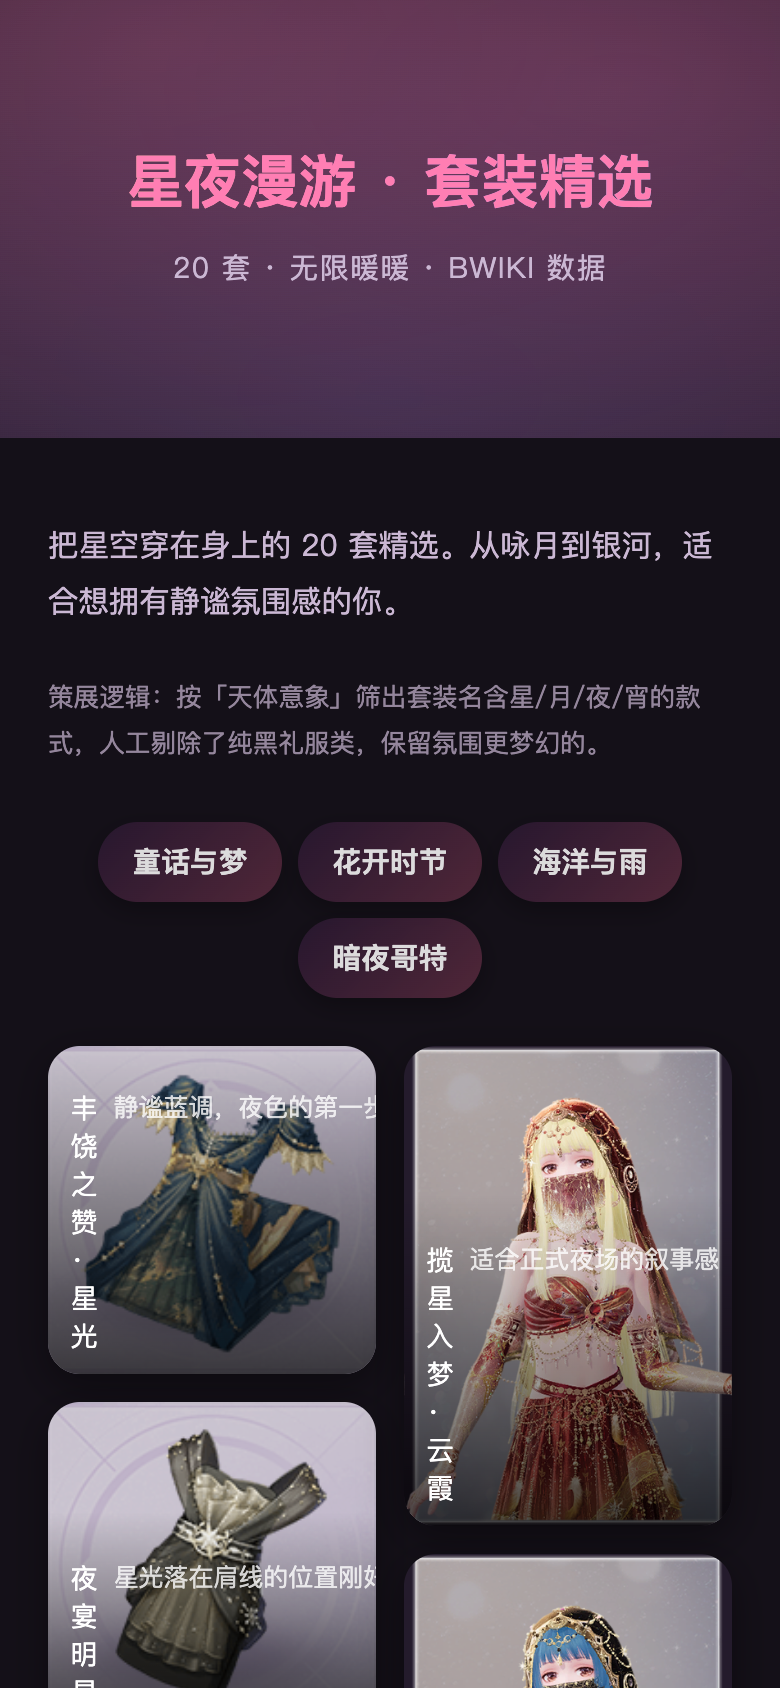 星夜漫游 · 套装精选
20 套 · 无限暖暖 · BWIKI 数据
把星空穿在身上的 20 套精选。从咏月到银河，适
合想拥有静谧氛围感的你。
策展逻辑：按「天体意象」筛出套装名含星/月/夜/宵的款
式，人工剔除了纯黑礼服类，保留氛围更梦幻的。
童话与梦
花开时节
海洋与雨
暗夜哥特
丰饶之赞·星光
静谧蓝调，夜色的第一步
揽星入梦·云霞
适合正式夜场的叙事感
夜宴明
星光落在肩线的位置刚好